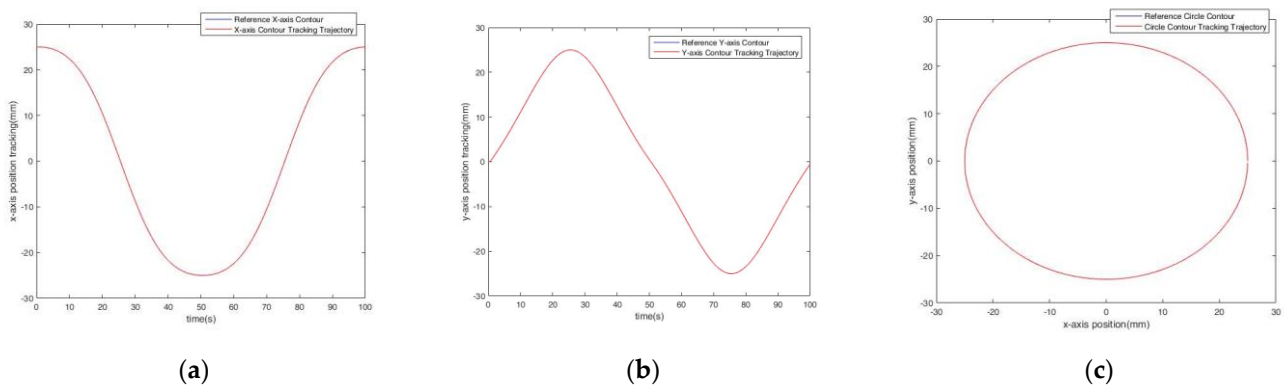 Reference X-axis Contour
X-axis Contour Tracking Trajectory
30
20
10
0
-10
-20
-30
x-axis position tracking(mm)
0 10 20 30 40 50 60 70 80 90 100
time(s)
(a)
Reference Y-axis Contour
Y-axis Contour Tracking Trajectory
30
20
10
0
-10
-20
-30
y-axis position tracking(mm)
0 10 20 30 40 50 60 70 80 90 100
time(s)
(b)
Reference Circle Contour
Circle Contour Tracking Trajectory
30
20
10
0
-10
-20
-30
y-axis position(mm)
-30 -20 -10 0 10 20 30
x-axis position(mm)
(c)